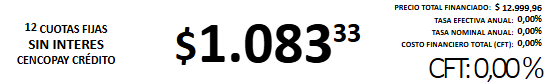 12 CUOTAS FIJAS
SIN INTERES
CENCOPAY CRÉDITO
$1.083³³
PRECIO TOTAL FINANCIADO: $ 12.999,96
TASA EFECTIVA ANUAL: 0,00%
TASA NOMINAL ANUAL: 0,00%
COSTO FINANCIERO TOTAL (CFT): 0,00%
CFT: 0,00 %